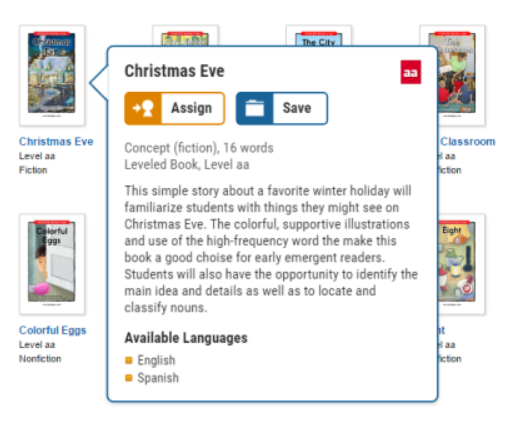 Christmas
Eve
The City
Christmas Eve
aa
Assign
Save
Concept (fiction), 16 words
Leveled Book, Level aa
This simple story about a favorite winter holiday will
familiarize students with things they might see on
Christmas Eve. The colorful, supportive illustrations
and use of the high-frequency word the make this
book a good choise for early emergent readers.
Students will also have the opportunity to identify the
main idea and details as well as to locate and
classify nouns.
Available Languages
English
Spanish
Christmas Eve
Level aa
Fiction
Classroom
el aa
fiction
Colorful
Eggs
Eight
Colorful Eggs
Level aa
Nonfiction
ht
el aa
fiction